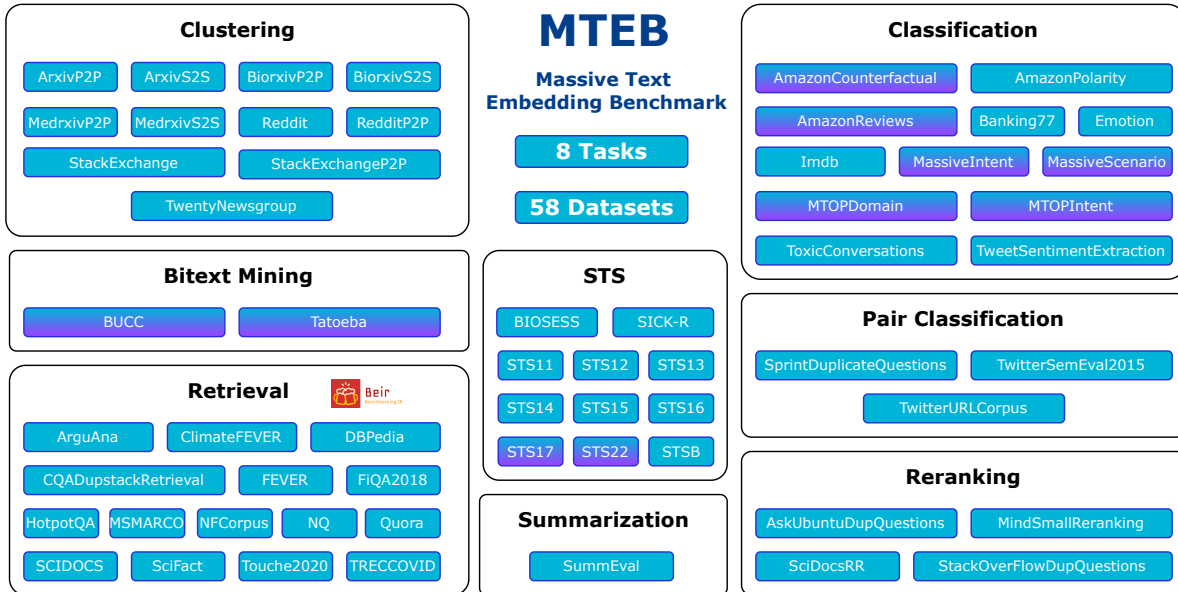 MTEB
Massive Text
Embedding Benchmark
8 Tasks
58 Datasets
Clustering
ArxivP2P ArxivS2S BiorxivP2P BiorxivS2S
MedrxivP2P MedrxivS2S Reddit RedditP2P
StackExchange StackExchangeP2P
TwentyNewsgroup
Bitext Mining
BUCC Tatoeba
Retrieval Beir
Benchmarking IR
ArguAna ClimateFEVER DBPedia
CQADupstackRetrieval FEVER FiQA2018
HotpotQA MSMARCO NFCorpus NQ Quora
SCIDOCS SciFact Touche2020 TRECCOVID
STS
BIOSESS SICK-R
STS11 STS12 STS13
STS14 STS15 STS16
STS17 STS22 STSB
Summarization
SummEval
Classification
AmazonCounterfactual AmazonPolarity
AmazonReviews Banking77 Emotion
Imdb MassiveIntent MassiveScenario
MTOPDomain MTOPIntent
ToxicConversations TweetSentimentExtraction
Pair Classification
SprintDuplicateQuestions TwitterSemEval2015
TwitterURLCorpus
Reranking
AskUbuntuDupQuestions MindSmallReranking
SciDocsRR StackOverFlowDupQuestions